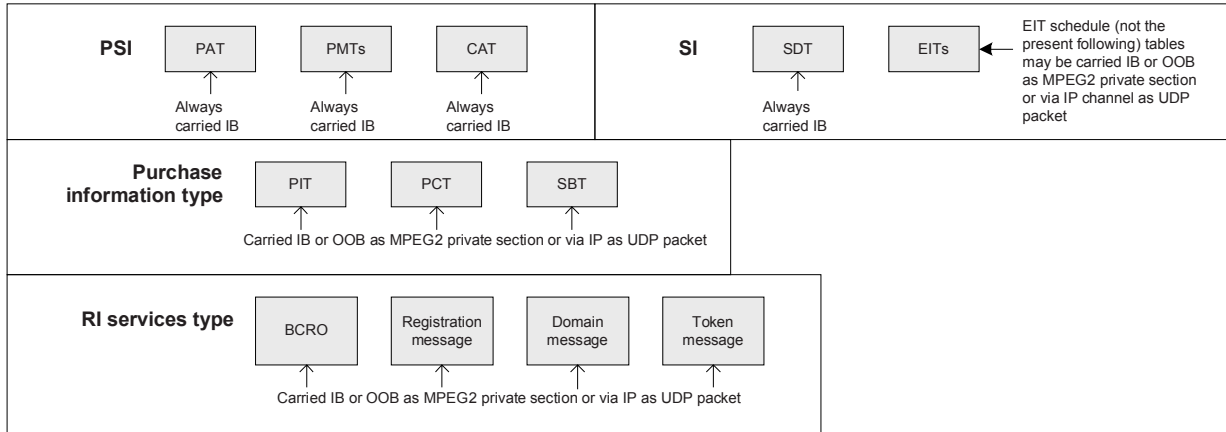 PSI
PAT
PMTs
CAT
Always
carried IB
Always
carried IB
Always
carried IB
SI
SDT
EITs
Always
carried IB
EIT schedule (not the
present following) tables
may be carried IB or OOB
as MPEG2 private section
or via IP channel as UDP
packet
Purchase
information type
PIT
PCT
SBT
Carried IB or OOB as MPEG2 private section or via IP as UDP packet
RI services type
BCRO
Registration
message
Domain
message
Token
message
Carried IB or OOB as MPEG2 private section or via IP as UDP packet